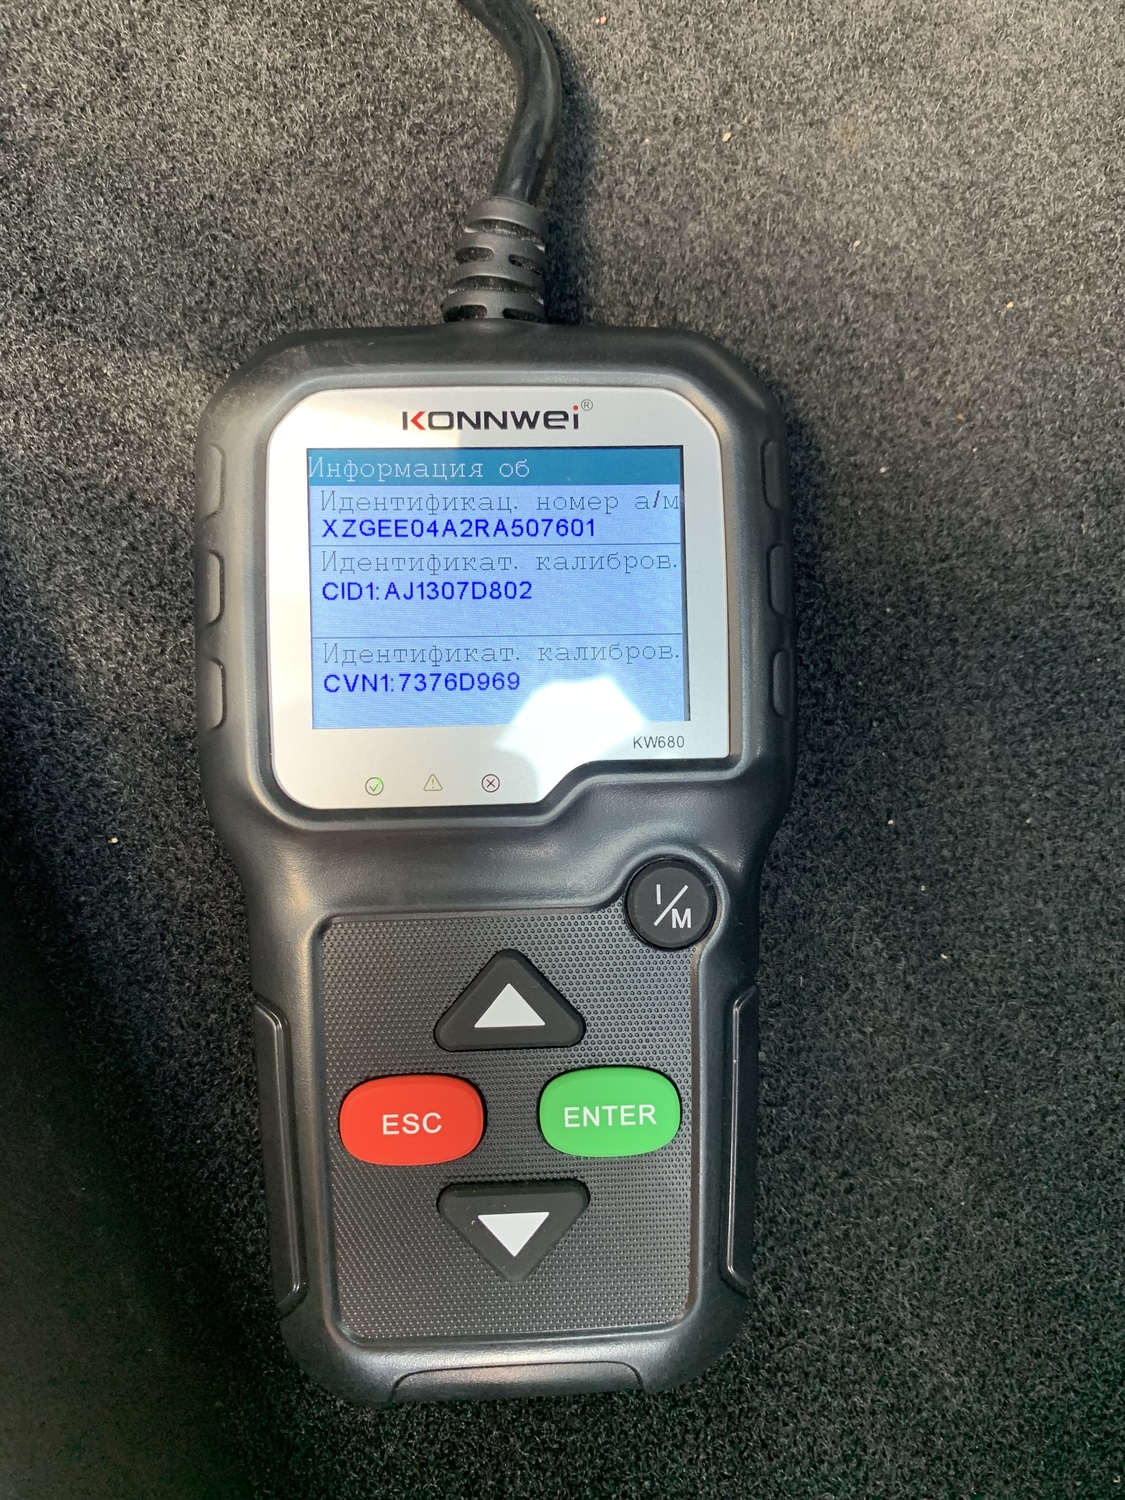 KONNWEI®
Информация об
Идентификац. номер а/м
XZGEE04A2RA507601
Идентификат. калибров.
CID1:AJ1307D802
Идентификат. калибров.
CVN1:7376D969
KW680
I/M
ESC
ENTER